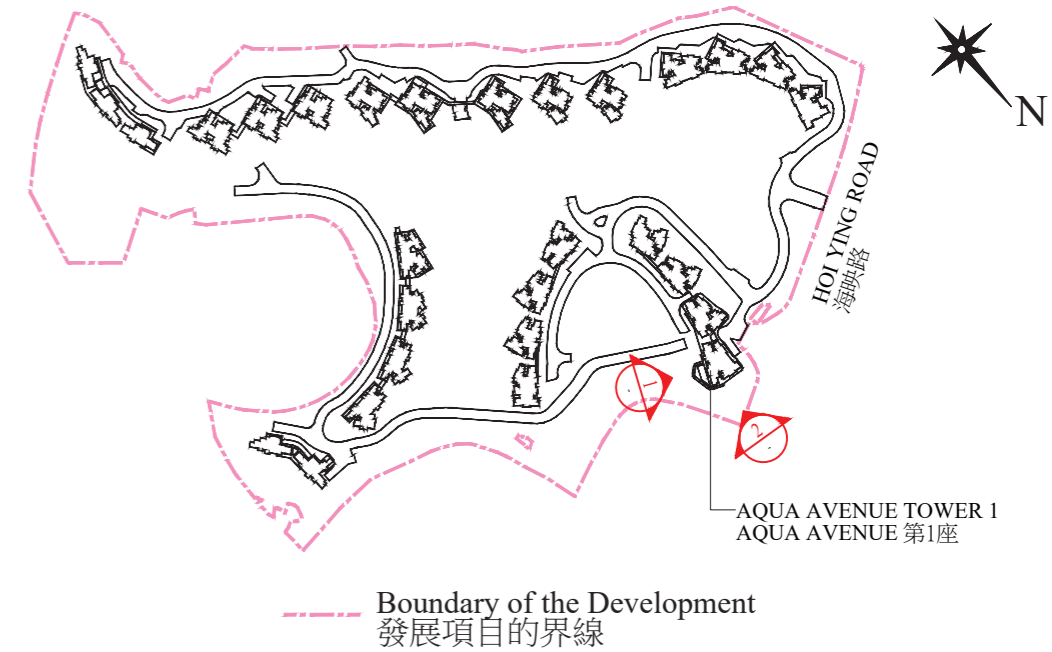 N
HOI YING ROAD
海映路
1
2
AQUA AVENUE TOWER 1
AQUA AVENUE 第1座
Boundary of the Development
發展項目的界線